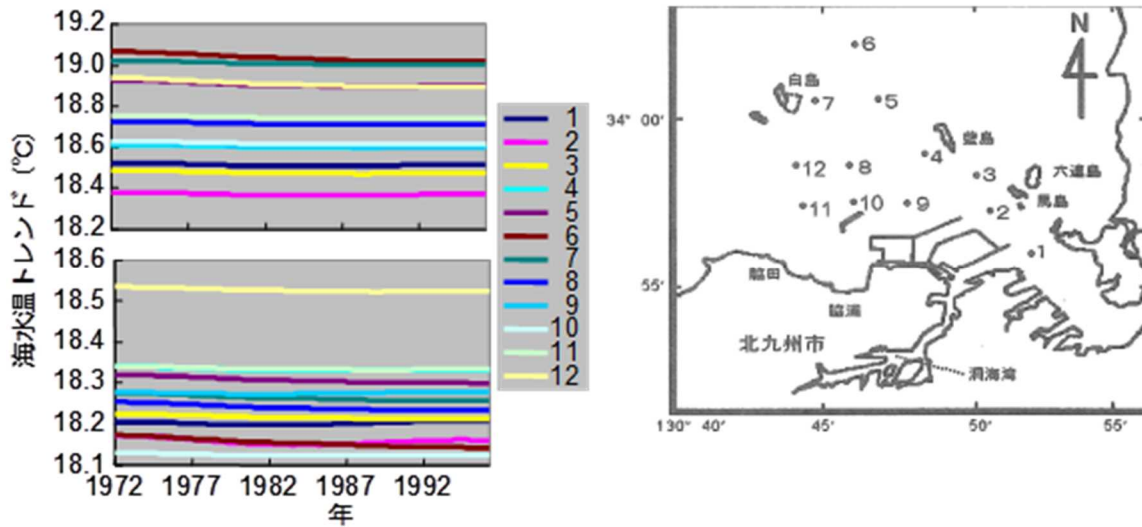 海水温トレンド (℃)
19.2
19.0
18.8
18.6
18.4
18.2
18.6
18.5
18.4
18.3
18.2
18.1
1972 1977 1982 1987 1992
年
1
2
3
4
5
6
7
8
9
10
11
12
N
6
白島
7
5
34° 00′
藍島
4
六連島
12
8
3
馬島
11
10
9
2
1
脇田
55′
脇浦
北九州市
洞海湾
130° 40′ 45′ 50′ 55′